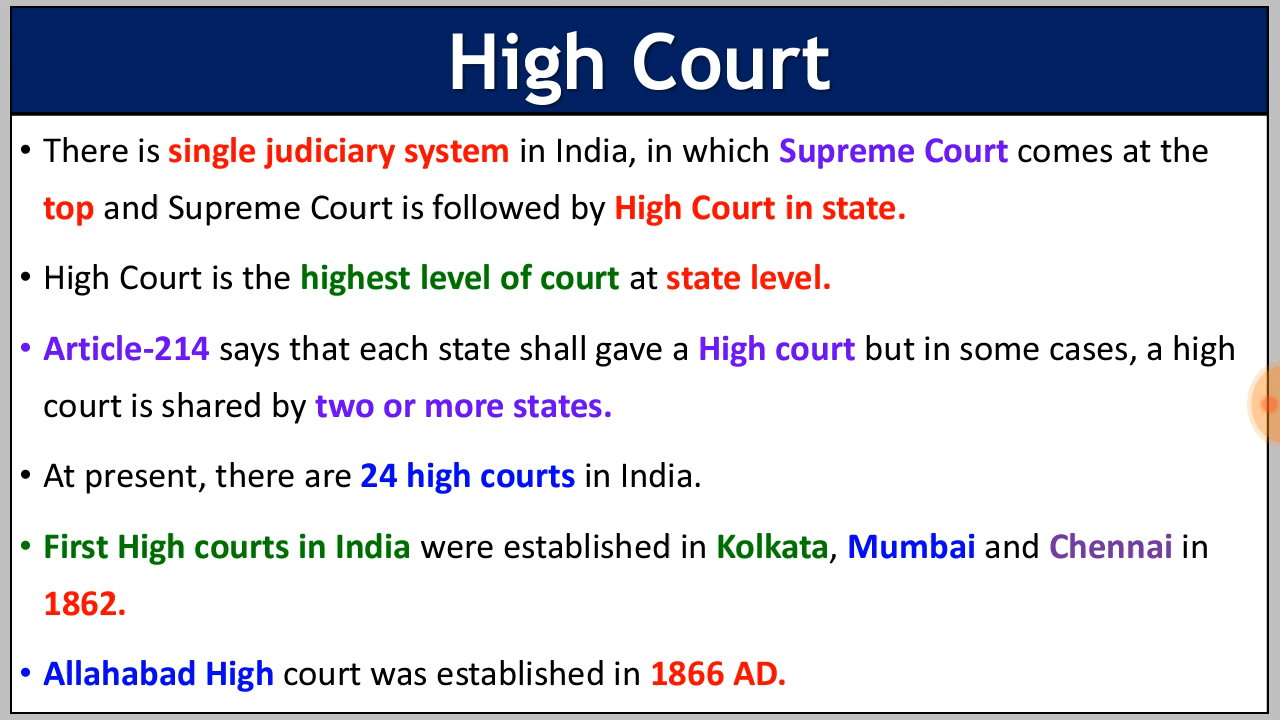 High Court
• There is single judiciary system in India, in which Supreme Court comes at the
top and Supreme Court is followed by High Court in state.
• High Court is the highest level of court at state level.
• Article-214 says that each state shall gave a High court but in some cases, a high
court is shared by two or more states.
• At present, there are 24 high courts in India.
• First High courts in India were established in Kolkata, Mumbai and Chennai in
1862.
• Allahabad High court was established in 1866 AD.